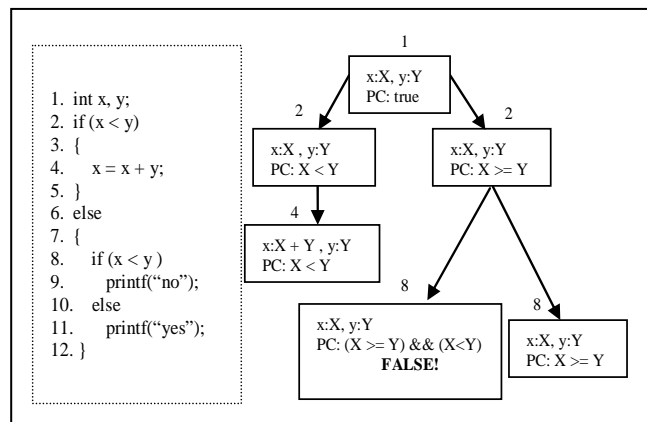 1. int x, y;
2. if (x < y)
3. {
4. x = x + y;
5. }
6. else
7. {
8. if (x < y )
9. printf(“no”);
10. else
11. printf(“yes”);
12. }
1
x:X, y:Y
PC: true
2
x:X , y:Y
PC: X < Y
2
x:X, y:Y
PC: X >= Y
4
x:X + Y , y:Y
PC: X < Y
8
x:X, y:Y
PC: (X >= Y) && (X<Y)
FALSE!
8
x:X, y:Y
PC: X >= Y